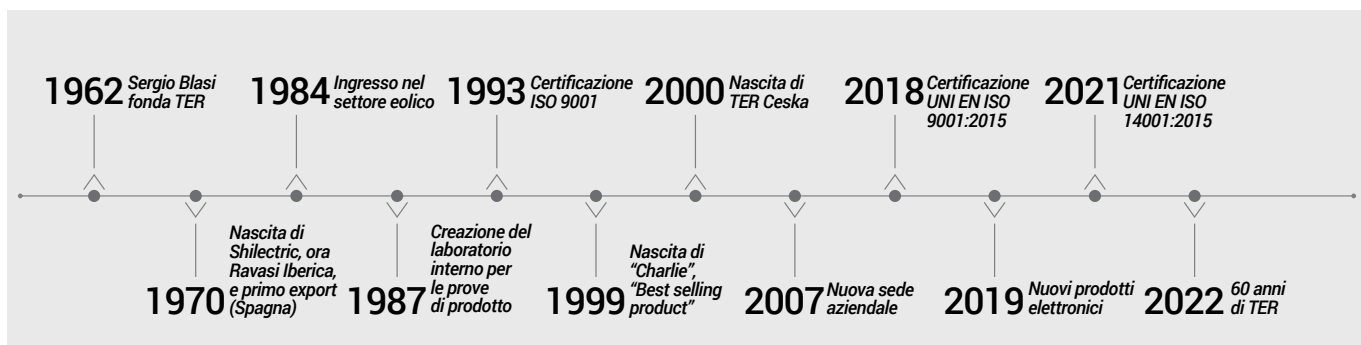 1962 Sergio Blasi
fonda TER
1970 Nascita di
Shilectric, ora
Ravasi Iberica,
e primo export
(Spagna)
1984 Ingresso nel
settore eolico
1987 Creazione del
laboratorio
interno per
le prove
di prodotto
1993 Certificazione
ISO 9001
1999 Nascita di
“Charlie”,
“Best selling
product”
2000 Nascita di
TER Ceska
2007 Nuova sede
aziendale
2018 Certificazione
UNI EN ISO
9001:2015
2019 Nuovi prodotti
elettronici
2021 Certificazione
UNI EN ISO
14001:2015
2022 60 anni
di TER